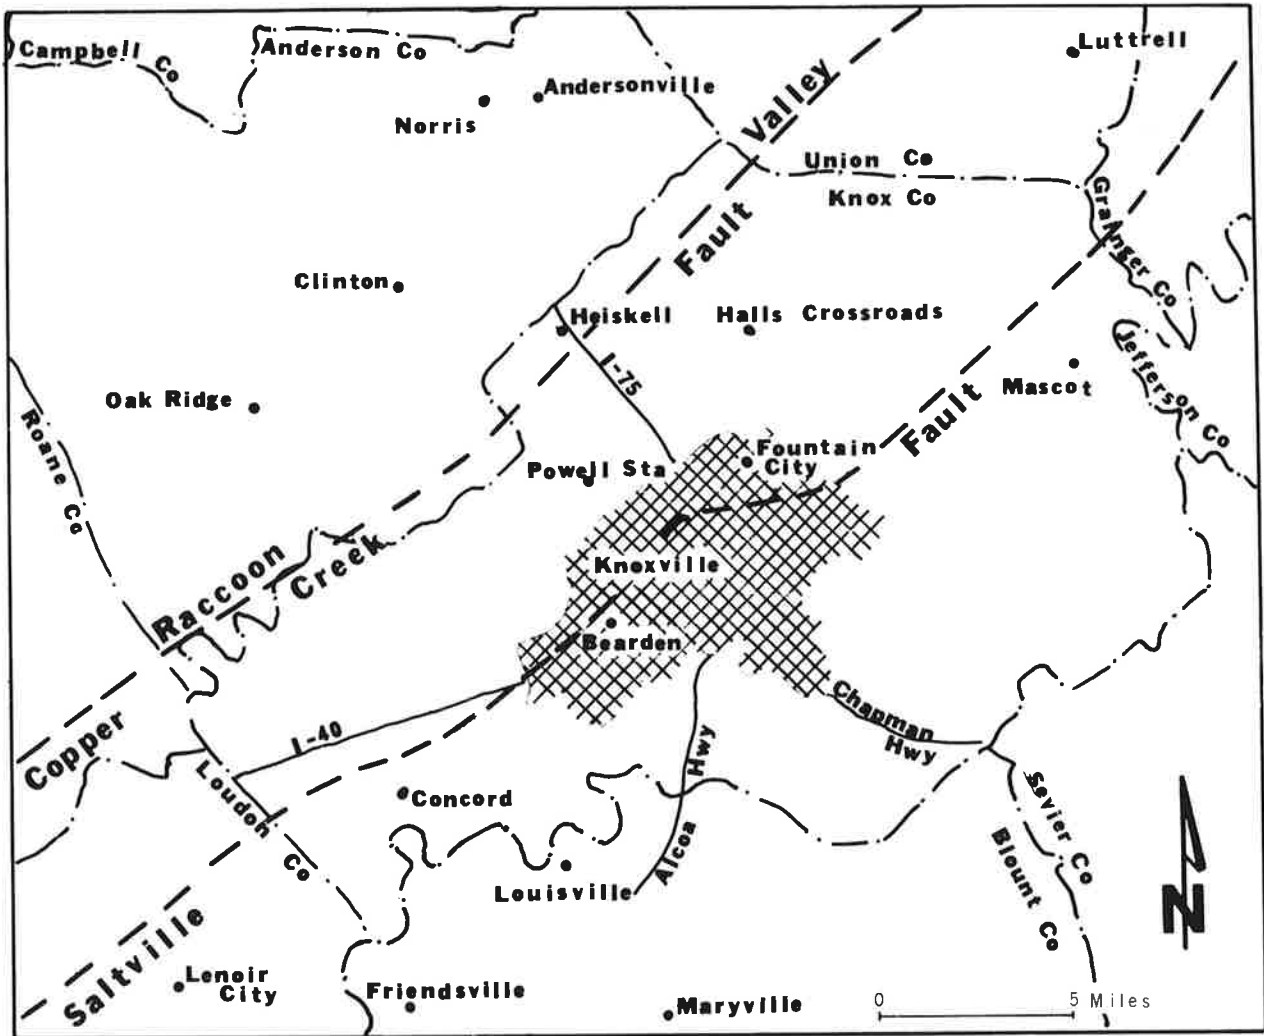 Campbell Co
Anderson Co
Luttrell
Andersonville
Norris
Valley
Union Co
Knox Co
Grainger Co
Fault
Clinton
Heiskell
Halls Crossroads
I-75
Jefferson Co
Mascot
Oak Ridge
Fault
Roane Co
Fountain
City
Powell Sta
Raccoon
Creek
Knoxville
Bearden
Copper
I-40
Chapman
Hwy
Hwy
Alcoa
Loudon Co
Concord
Sevier Co
Blount Co
Louisville
N
Saltville
Lenoir
City
Friendsville
Maryville
0 5 Miles